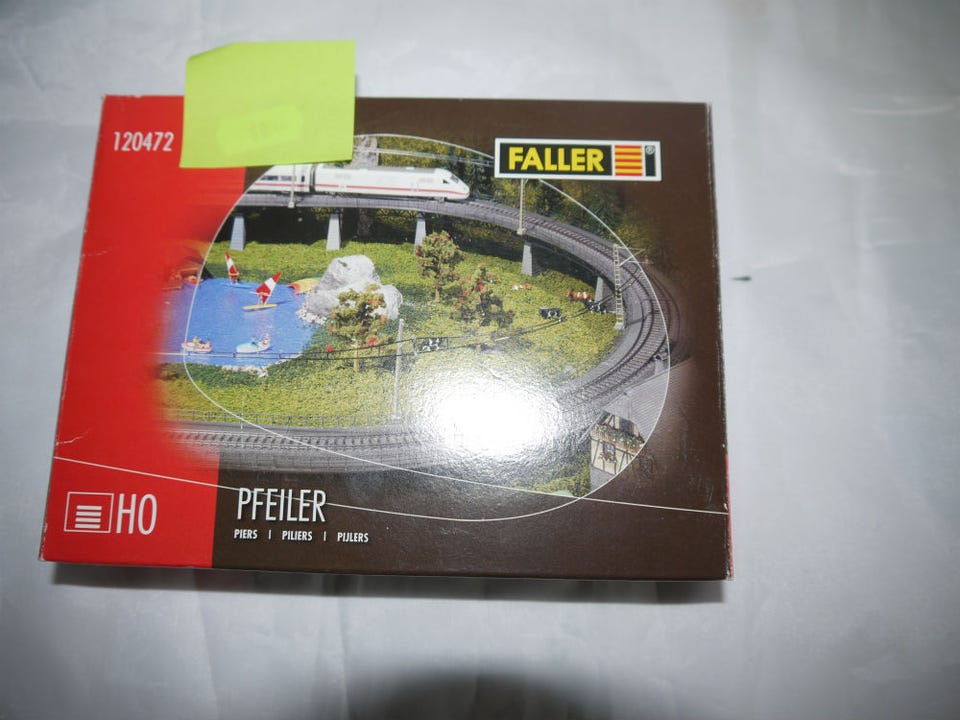 120472
FALLER
®
HO
PFEILER
PIERS | PILIERS | PIJLERS